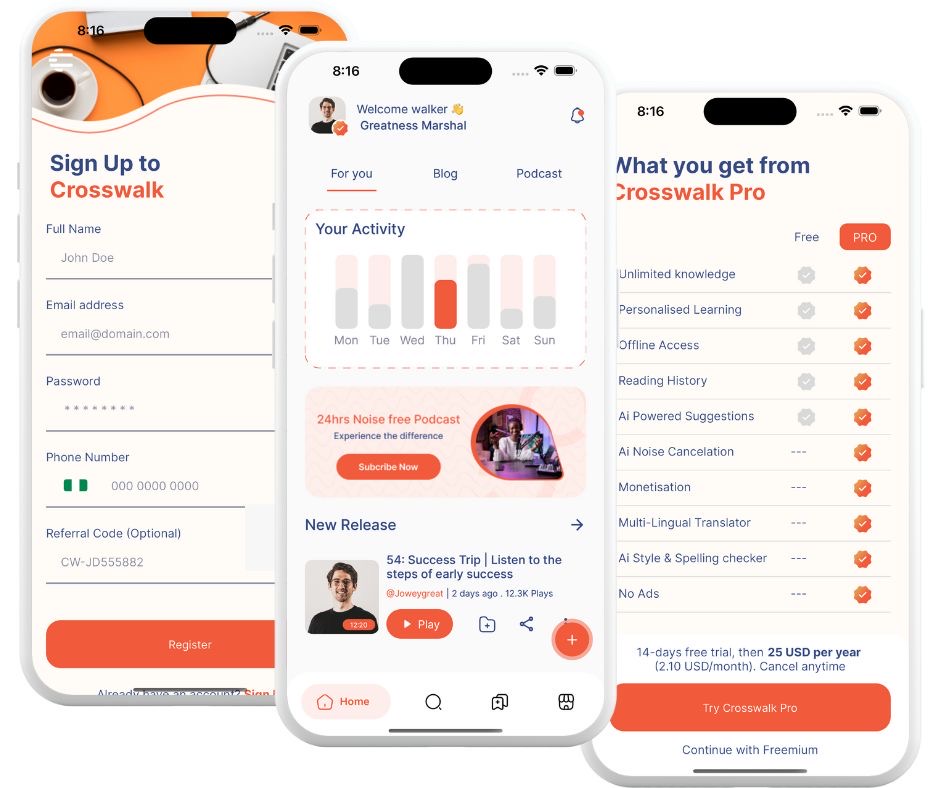 8:16
Sign Up to
Crosswalk
Full Name
John Doe
Email address
email@domain.com
Password
* * * * * * * *
Phone Number
000 0000 0000
Referral Code (Optional)
CW-JD555882
Register
Already have an account? Sign
8:16
Welcome walker 👋
Greatness Marshal
For you Blog Podcast
Your Activity
Mon Tue Wed Thu Fri Sat Sun
24hrs Noise free Podcast
Experience the difference
Subcribe Now
New Release
54: Success Trip | Listen to the
steps of early success
@Joweygreat | 2 days ago . 12.3K Plays
12:20
Play
Home
8:16
What you get from
Crosswalk Pro
Free PRO
Unlimited knowledge
Personalised Learning
Offline Access
Reading History
Ai Powered Suggestions
Ai Noise Cancelation ---
Monetisation ---
Multi-Lingual Translator ---
Ai Style & Spelling checker ---
No Ads ---
14-days free trial, then 25 USD per year
(2.10 USD/month). Cancel anytime
Try Crosswalk Pro
Continue with Freemium